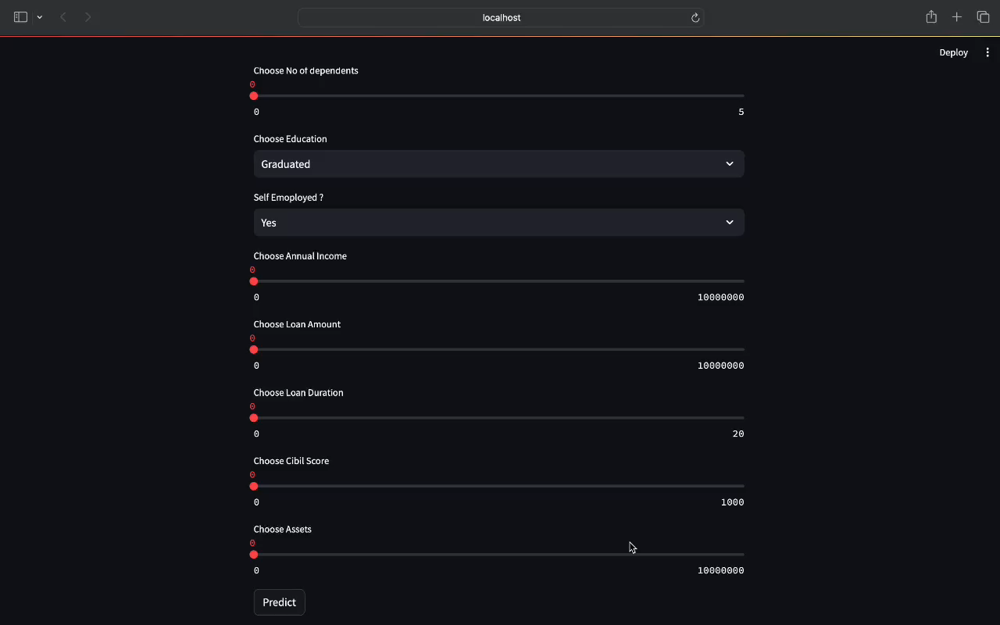 localhost
Deploy
Choose No of dependents
0
0 5
Choose Education
Graduated
Self Emoployed ?
Yes
Choose Annual Income
0
0 10000000
Choose Loan Amount
0
0 10000000
Choose Loan Duration
0
0 20
Choose Cibil Score
0
0 1000
Choose Assets
0
0 10000000
Predict